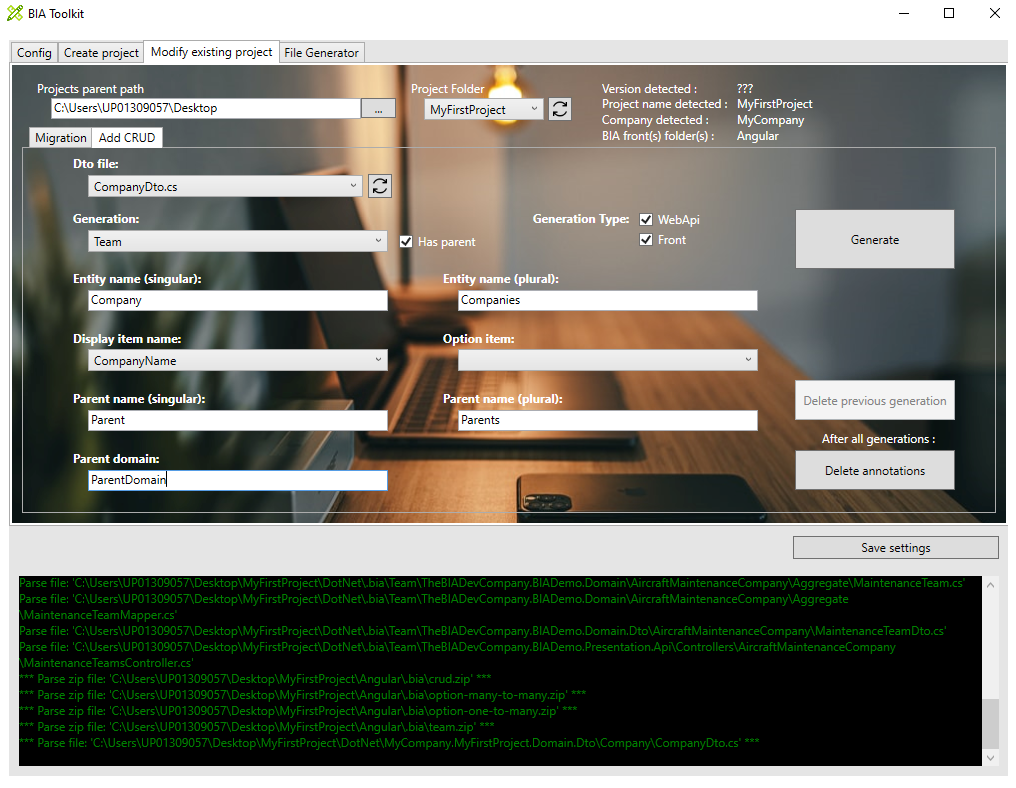 BIA Toolkit
Config Create project Modify existing project File Generator
Projects parent path
C:\Users\UP01309057\Desktop
...
Project Folder
MyFirstProject
Version detected : ???
Project name detected : MyFirstProject
Company detected : MyCompany
BIA front(s) folder(s) : Angular
Migration Add CRUD
Dto file:
CompanyDto.cs
Generation:
Team
Has parent
Generation Type: WebApi
Front
Generate
Entity name (singular): Entity name (plural):
Company Companies
Display item name: Option item:
CompanyName
Parent name (singular): Parent name (plural):
Parent Parents
Delete previous generation
After all generations :
Parent domain:
ParentDomain
Delete annotations
Save settings
Parse file: 'C:\Users\UP01309057\Desktop\MyFirstProject\DotNet\.bia\Team\TheBIADevCompany.BIADemo.Domain\AircraftMaintenanceCompany\Aggregate\MaintenanceTeam.cs'
Parse file: 'C:\Users\UP01309057\Desktop\MyFirstProject\DotNet\.bia\Team\TheBIADevCompany.BIADemo.Domain\AircraftMaintenanceCompany\Aggregate
\MaintenanceTeamMapper.cs'
Parse file: 'C:\Users\UP01309057\Desktop\MyFirstProject\DotNet\.bia\Team\TheBIADevCompany.BIADemo.Domain.Dto\AircraftMaintenanceCompany\MaintenanceTeamDto.cs'
Parse file: 'C:\Users\UP01309057\Desktop\MyFirstProject\DotNet\.bia\Team\TheBIADevCompany.BIADemo.Presentation.Api\Controllers\AircraftMaintenanceCompany
\MaintenanceTeamsController.cs'
*** Parse zip file: 'C:\Users\UP01309057\Desktop\MyFirstProject\Angular\.bia\crud.zip' ***
*** Parse zip file: 'C:\Users\UP01309057\Desktop\MyFirstProject\Angular\.bia\option-many-to-many.zip' ***
*** Parse zip file: 'C:\Users\UP01309057\Desktop\MyFirstProject\Angular\.bia\option-one-to-many.zip' ***
*** Parse zip file: 'C:\Users\UP01309057\Desktop\MyFirstProject\Angular\.bia\team.zip' ***
*** Parse file: 'C:\Users\UP01309057\Desktop\MyFirstProject\DotNet\MyCompany.MyFirstProject.Domain.Dto\Company\CompanyDto.cs' ***